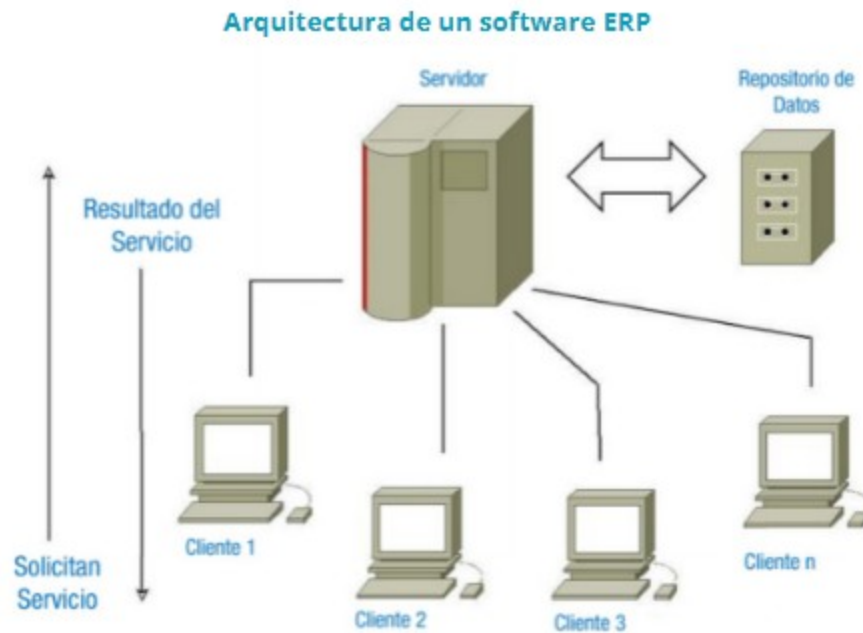 Arquitectura de un software ERP
Servidor
Repositorio de
Datos
Resultado del
Servicio
Cliente 1
Solicitan
Servicio
Cliente 2
Cliente 3
Cliente n